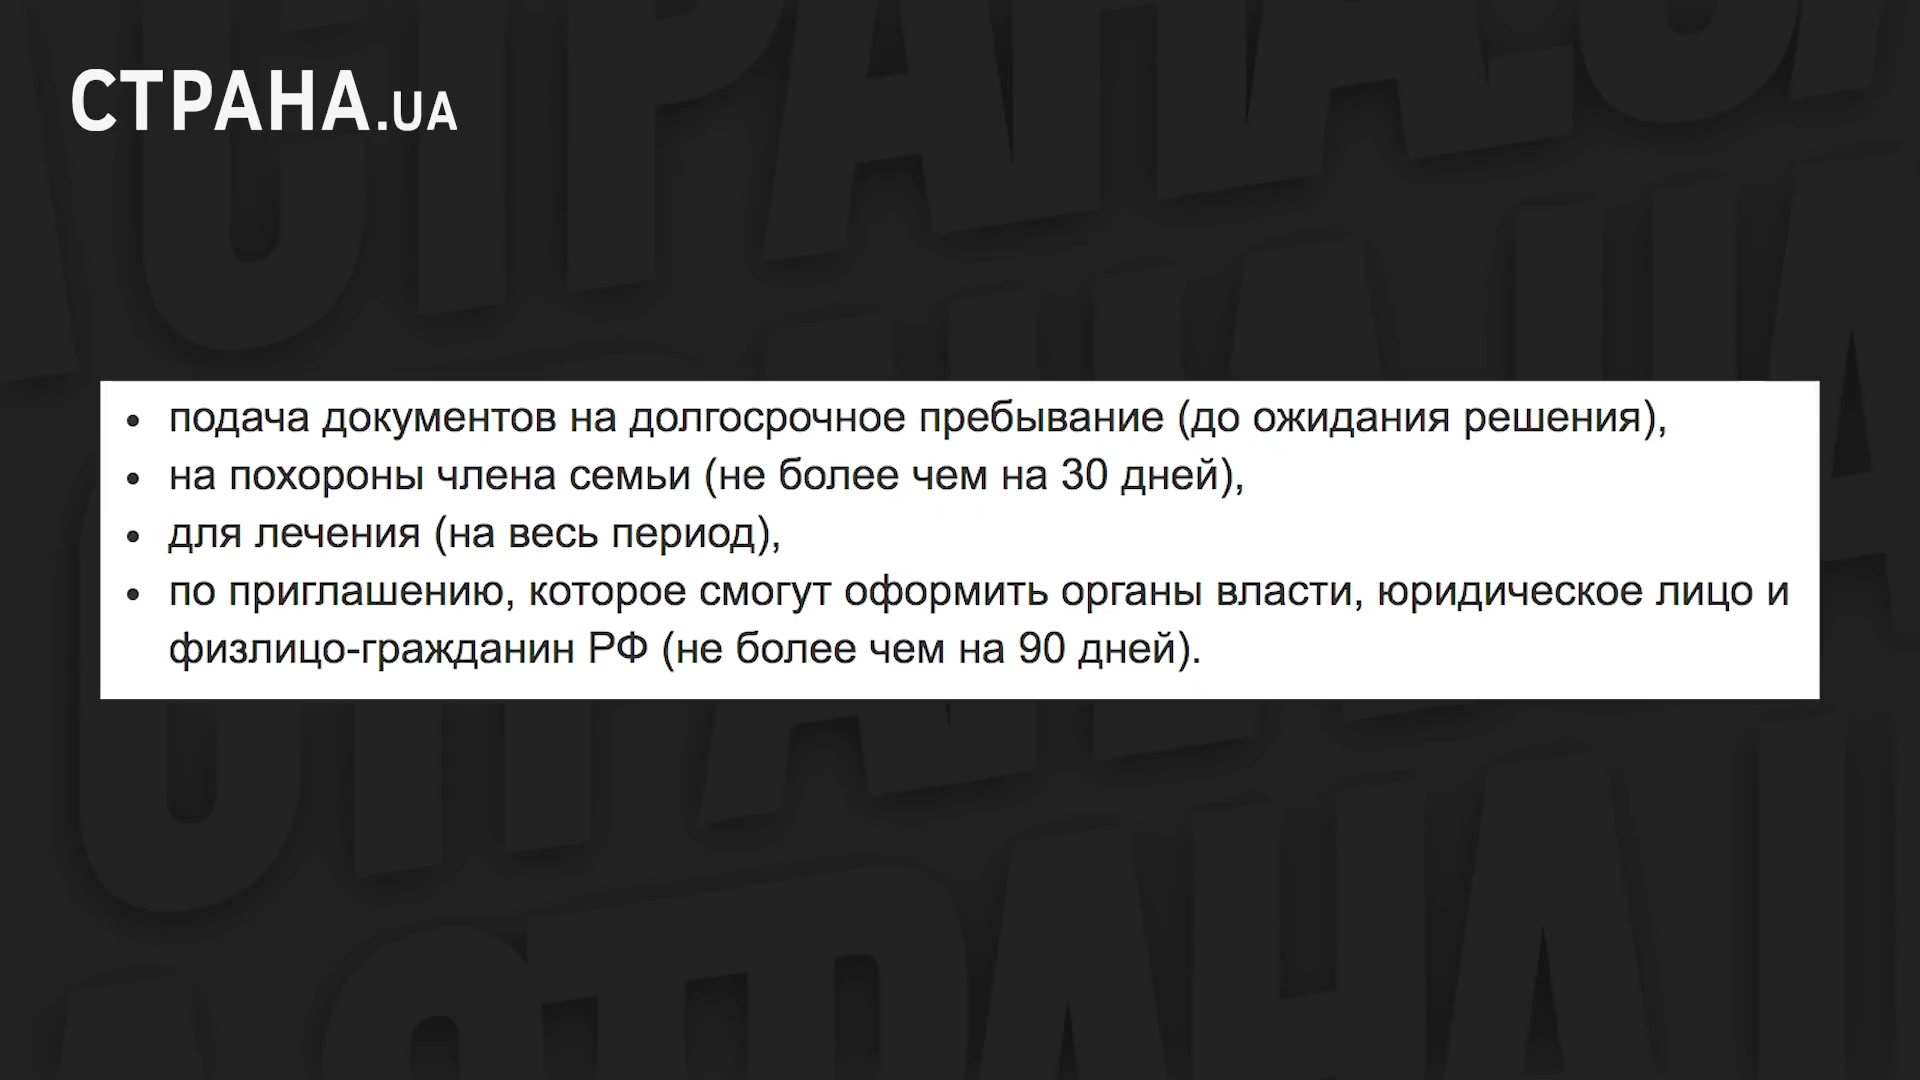 СТРАНА.UA
• подача документов на долгосрочное пребывание (до ожидания решения),
• на похороны члена семьи (не более чем на 30 дней),
• для лечения (на весь период),
• по приглашению, которое смогут оформить органы власти, юридическое лицо и
физлицо-гражданин РФ (не более чем на 90 дней).